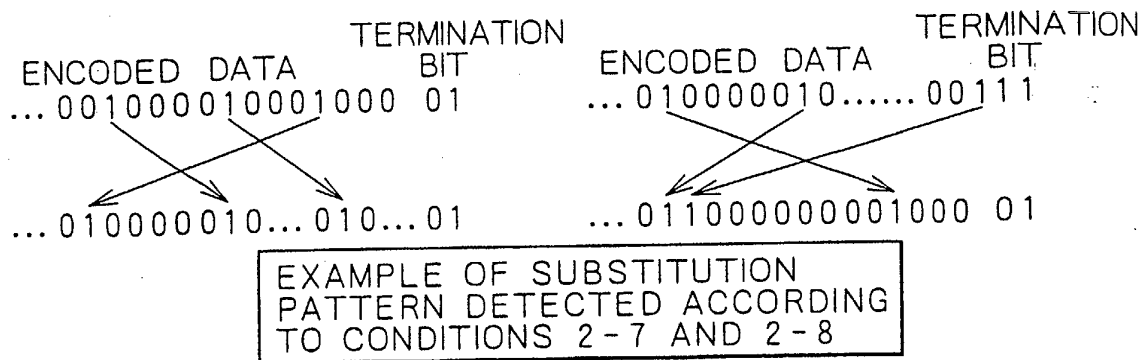 TERMINATION
ENCODED DATA BIT
...001000010001000 01
...010000010...010...01
TERMINATION
ENCODED DATA BIT
...010000010......00111
...011000000001000 01
EXAMPLE OF SUBSTITUTION
PATTERN DETECTED ACCORDING
TO CONDITIONS 2-7 AND 2-8